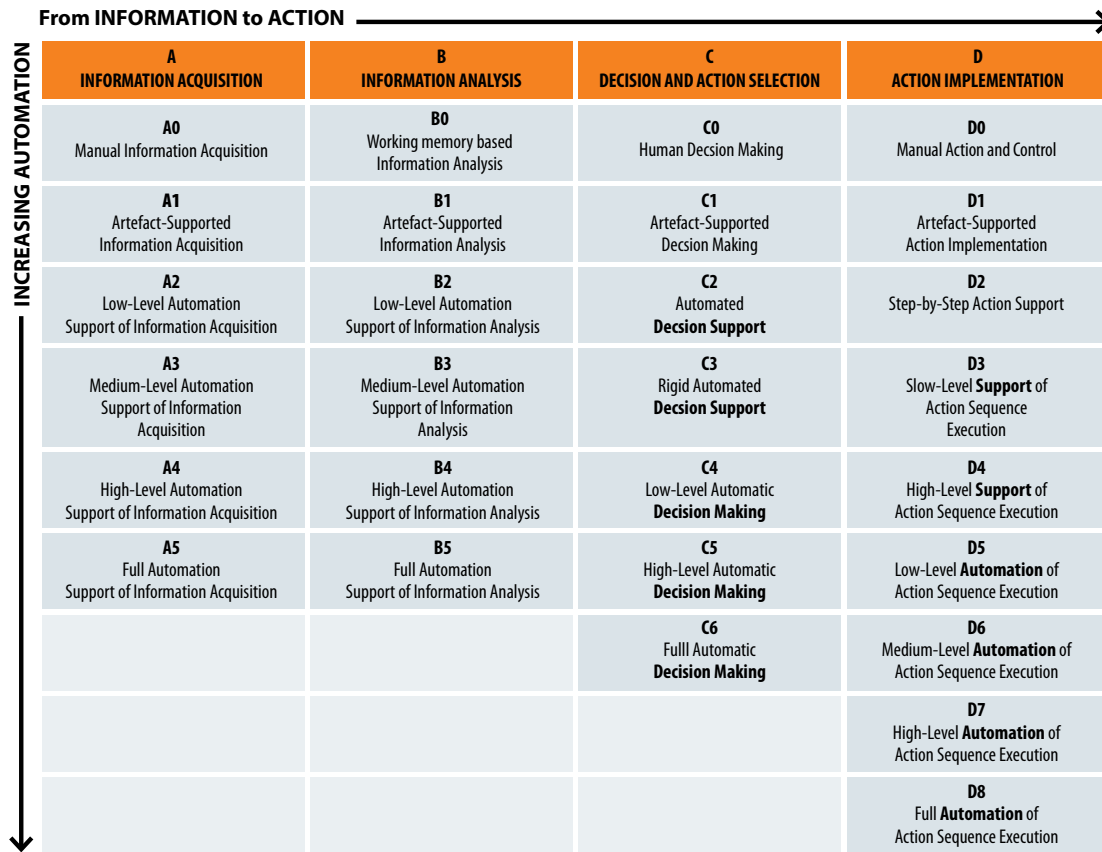 From INFORMATION to ACTION
INCREASING AUTOMATION
A
INFORMATION ACQUISITION
B
INFORMATION ANALYSIS
C
DECISION AND ACTION SELECTION
D
ACTION IMPLEMENTATION
A0
Manual Information Acquisition
B0
Working memory based
Information Analysis
C0
Human Decsion Making
D0
Manual Action and Control
A1
Artefact-Supported
Information Acquisition
B1
Artefact-Supported
Information Analysis
C1
Artefact-Supported
Decsion Making
D1
Artefact-Supported
Action Implementation
A2
Low-Level Automation
Support of Information Acquisition
B2
Low-Level Automation
Support of Information Analysis
C2
Automated
Decsion Support
D2
Step-by-Step Action Support
A3
Medium-Level Automation
Support of Information
Acquisition
B3
Medium-Level Automation
Support of Information
Analysis
C3
Rigid Automated
Decsion Support
D3
Slow-Level Support of
Action Sequence
Execution
A4
High-Level Automation
Support of Information Acquisition
B4
High-Level Automation
Support of Information Analysis
C4
Low-Level Automatic
Decision Making
D4
High-Level Support of
Action Sequence Execution
A5
Full Automation
Support of Information Acquisition
B5
Full Automation
Support of Information Analysis
C5
High-Level Automatic
Decision Making
D5
Low-Level Automation of
Action Sequence Execution
C6
Fulll Automatic
Decision Making
D6
Medium-Level Automation of
Action Sequence Execution
D7
High-Level Automation of
Action Sequence Execution
D8
Full Automation of
Action Sequence Execution